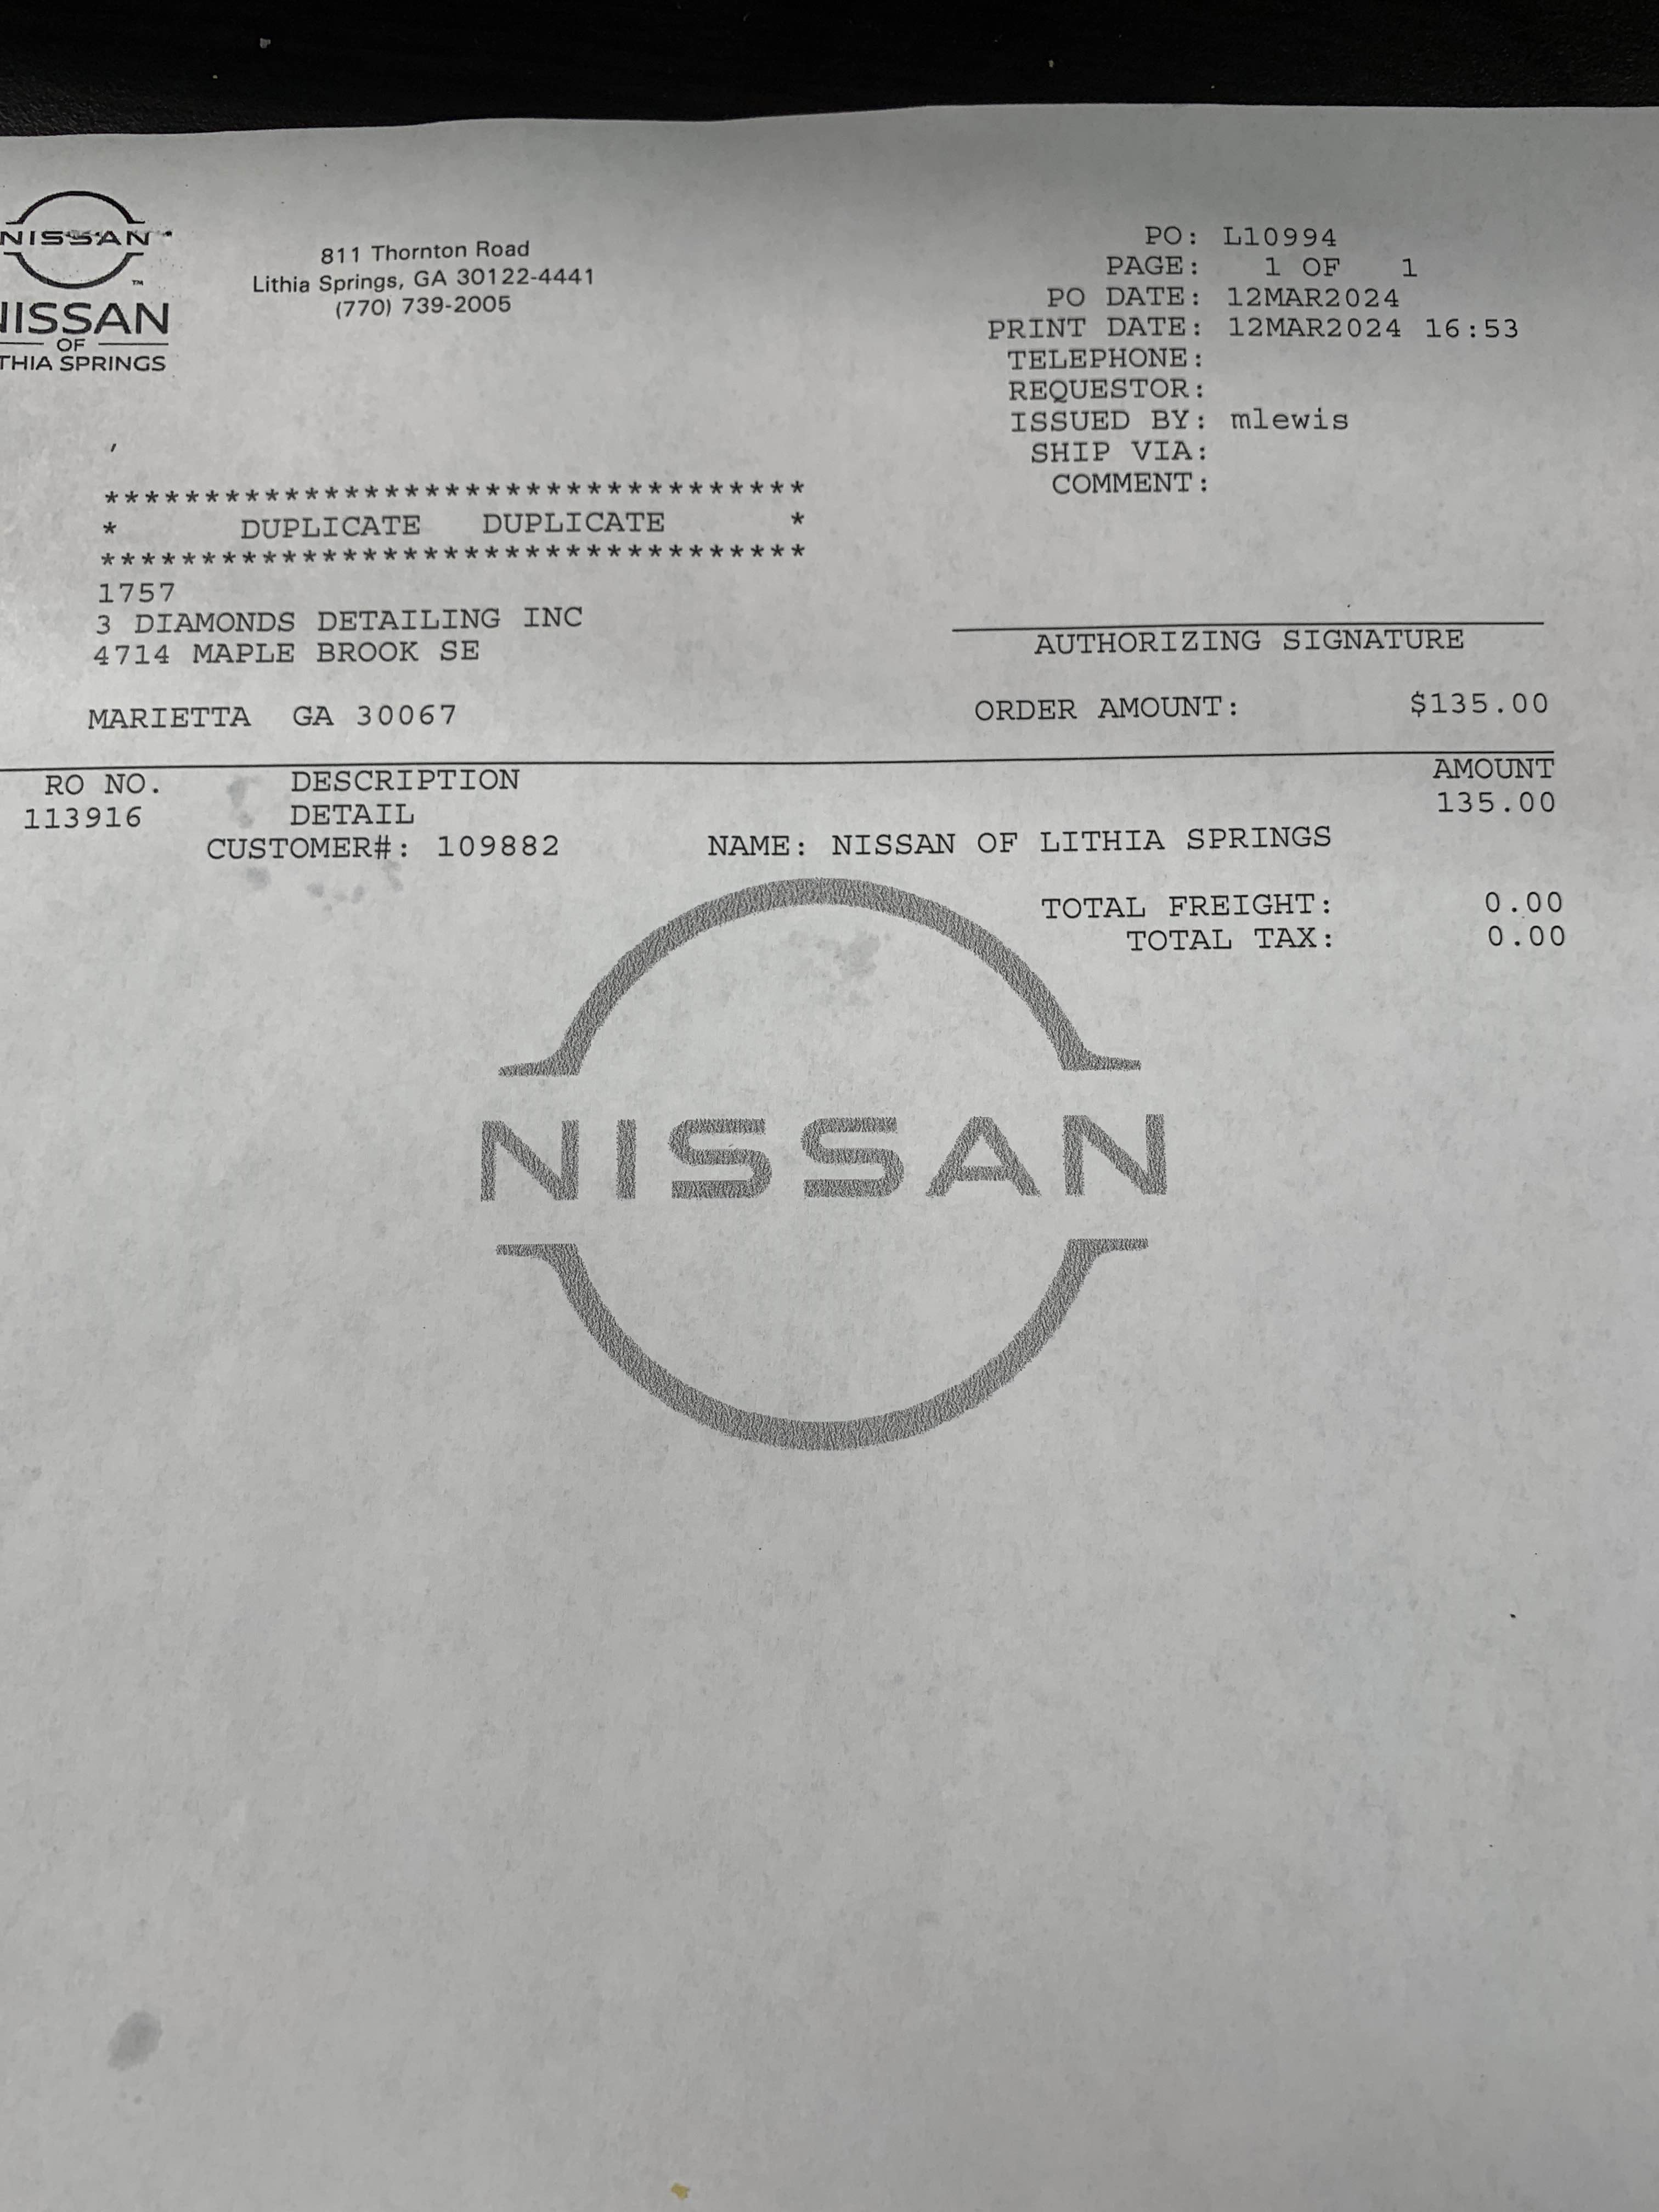 NISSAN
NISSAN
OF
THIA SPRINGS
811 Thornton Road
Lithia Springs, GA 30122-4441
(770) 739-2005
PO: L10994
PAGE: 1 OF 1
PO DATE: 12MAR2024
PRINT DATE: 12MAR2024 16:53
TELEPHONE:
REQUESTOR:
ISSUED BY: mlewis
SHIP VIA:
COMMENT:
***********************************
* DUPLICATE DUPLICATE *
***********************************
1757
3 DIAMONDS DETAILING INC
4714 MAPLE BROOK SE
MARIETTA GA 30067
AUTHORIZING SIGNATURE
ORDER AMOUNT: $135.00
RO NO. DESCRIPTION AMOUNT
113916 DETAIL 135.00
CUSTOMER#: 109882 NAME: NISSAN OF LITHIA SPRINGS
TOTAL FREIGHT: 0.00
TOTAL TAX: 0.00
NISSAN